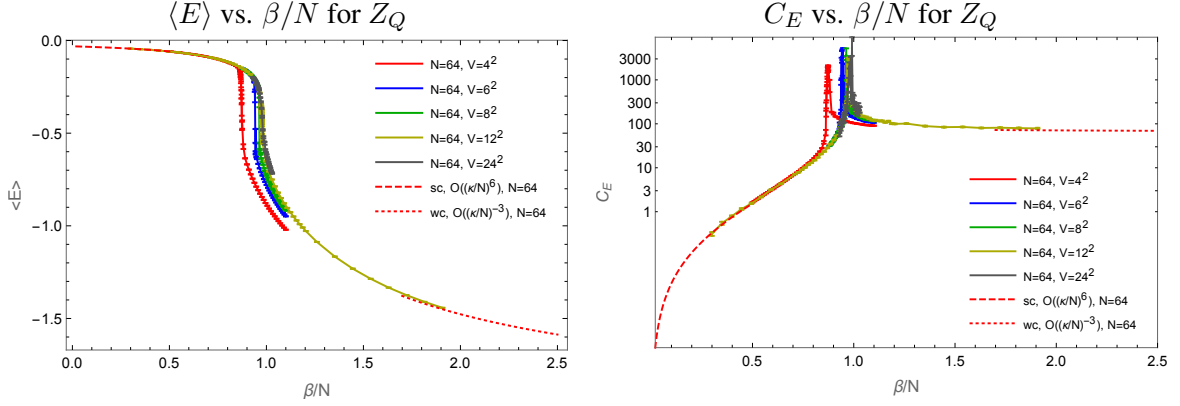 ⟨E⟩ vs. β/N for Z_Q
0.0
-0.5
-1.0
-1.5
0.0
0.5
1.0
1.5
2.0
2.5
<E>
β/N
N=64, V=4²
N=64, V=6²
N=64, V=8²
N=64, V=12²
N=64, V=24²
sc, O((κ/N)⁶), N=64
wc, O((κ/N)⁻³), N=64
C_E vs. β/N for Z_Q
3000
1000
300
100
30
10
3
1
0.5
1.0
1.5
2.0
2.5
C_E
β/N
N=64, V=4²
N=64, V=6²
N=64, V=8²
N=64, V=12²
N=64, V=24²
sc, O((κ/N)⁶), N=64
wc, O((κ/N)⁻³), N=64